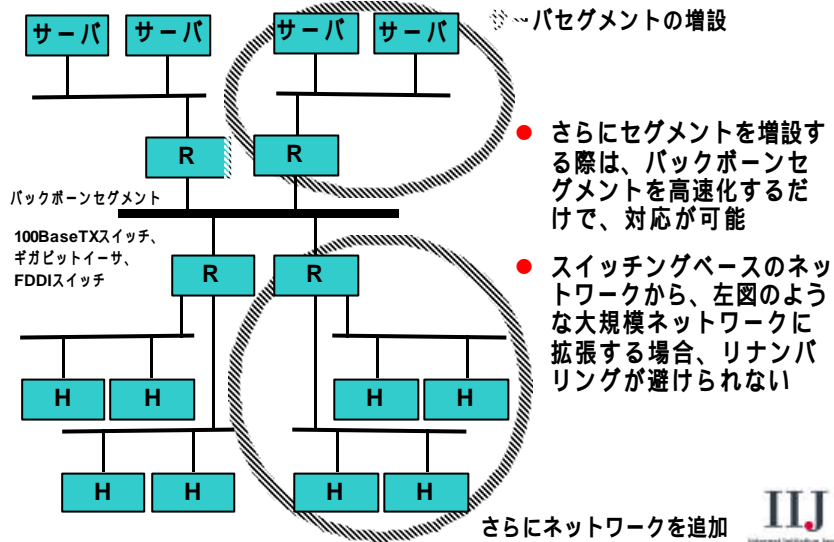 サーバ サーバ サーバ サーバ
サーバセグメントの増設
R R
バックボーンセグメント
100BaseTXスイッチ、
ギガビットイーサ、
FDDIスイッチ
R R
H H H H
H H H H
● さらにセグメントを増設す
る際は、バックボーンセ
グメントを高速化するだ
けで、対応が可能
● スイッチングベースのネッ
トワークから、左図のよう
な大規模ネットワークに
拡張する場合、リナンバ
リングが避けられない
さらにネットワークを追加
IIJ